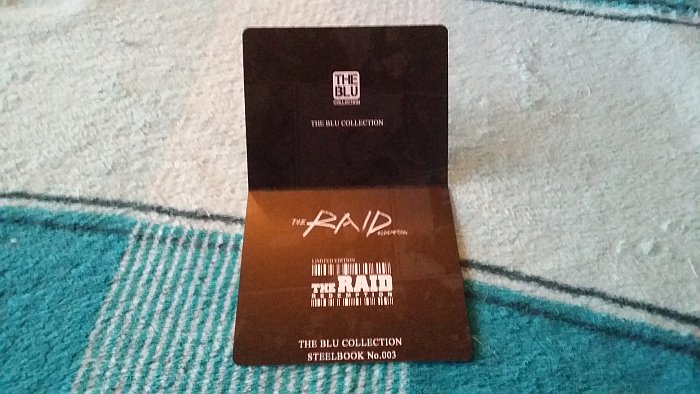 THE
BLU
COLLECTION
THE BLU COLLECTION
THE RAID
REDEMPTION
LIMITED EDITION
THE RAID
REDEMPTION
THE BLU COLLECTION
STEELBOOK No.003